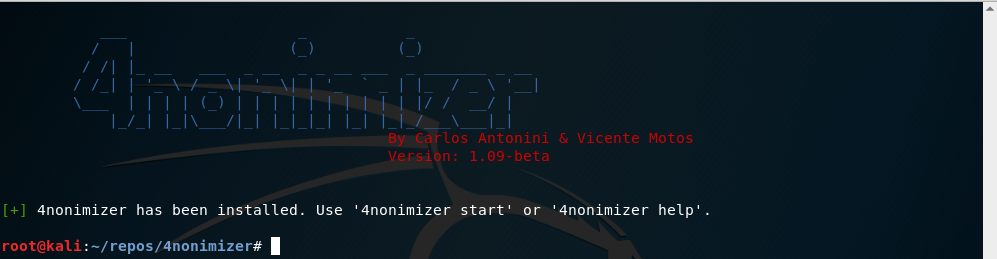 4nonimizer
By Carlos Antonini & Vicente Motos
Version: 1.09-beta
[+] 4nonimizer has been installed. Use '4nonimizer start' or '4nonimizer help'.
root@kali:~/repos/4nonimizer#